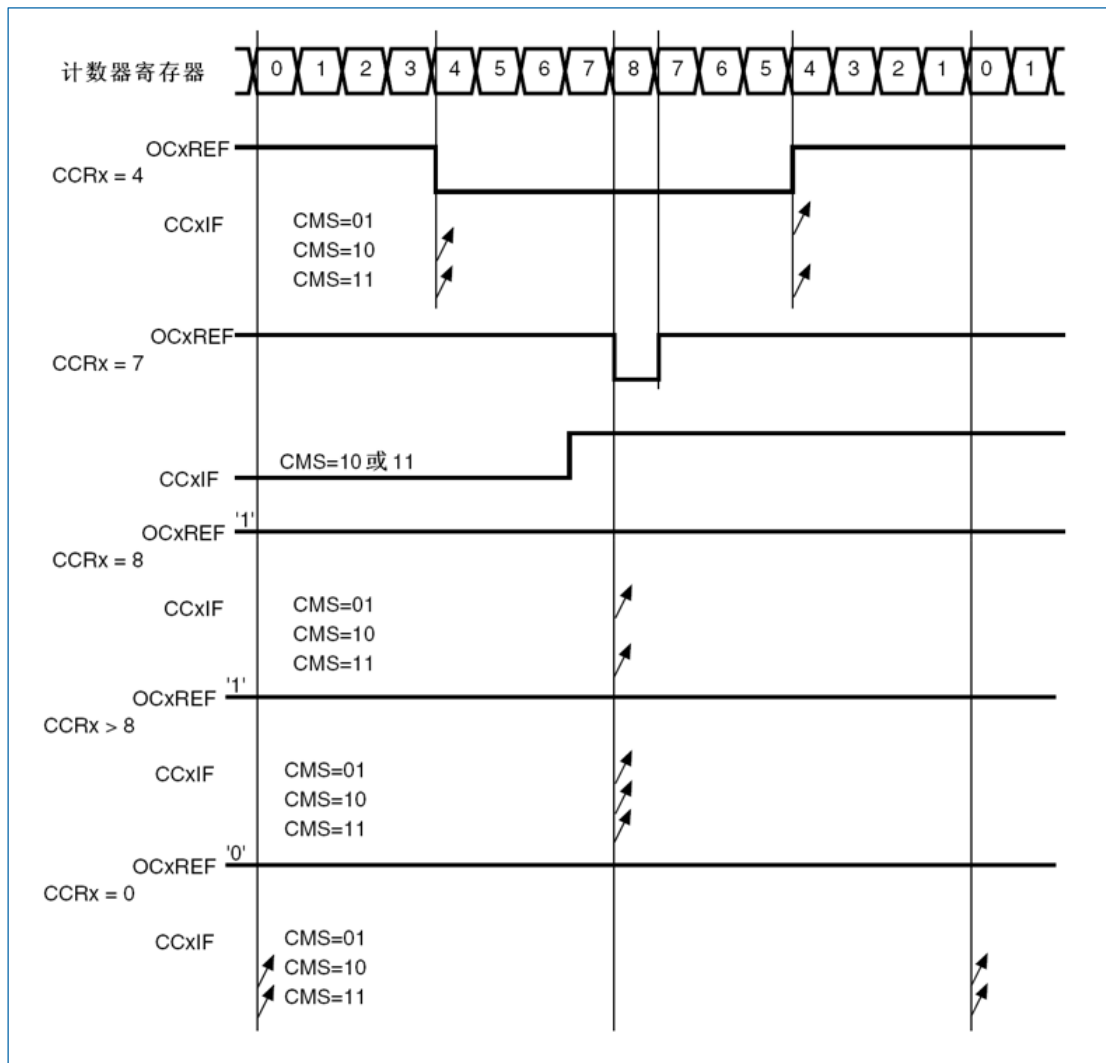 计数器寄存器 0 1 2 3 4 5 6 7 8 7 6 5 4 3 2 1 0 1
OCxREF
CCRx = 4
CCxIF
CMS=01
CMS=10
CMS=11
OCxREF
CCRx = 7
CMS=10 或 11
CCxIF
'1'
OCxREF
CCRx = 8
CCxIF
CMS=01
CMS=10
CMS=11
'1'
OCxREF
CCRx > 8
CCxIF
CMS=01
CMS=10
CMS=11
'0'
OCxREF
CCRx = 0
CCxIF
CMS=01
CMS=10
CMS=11